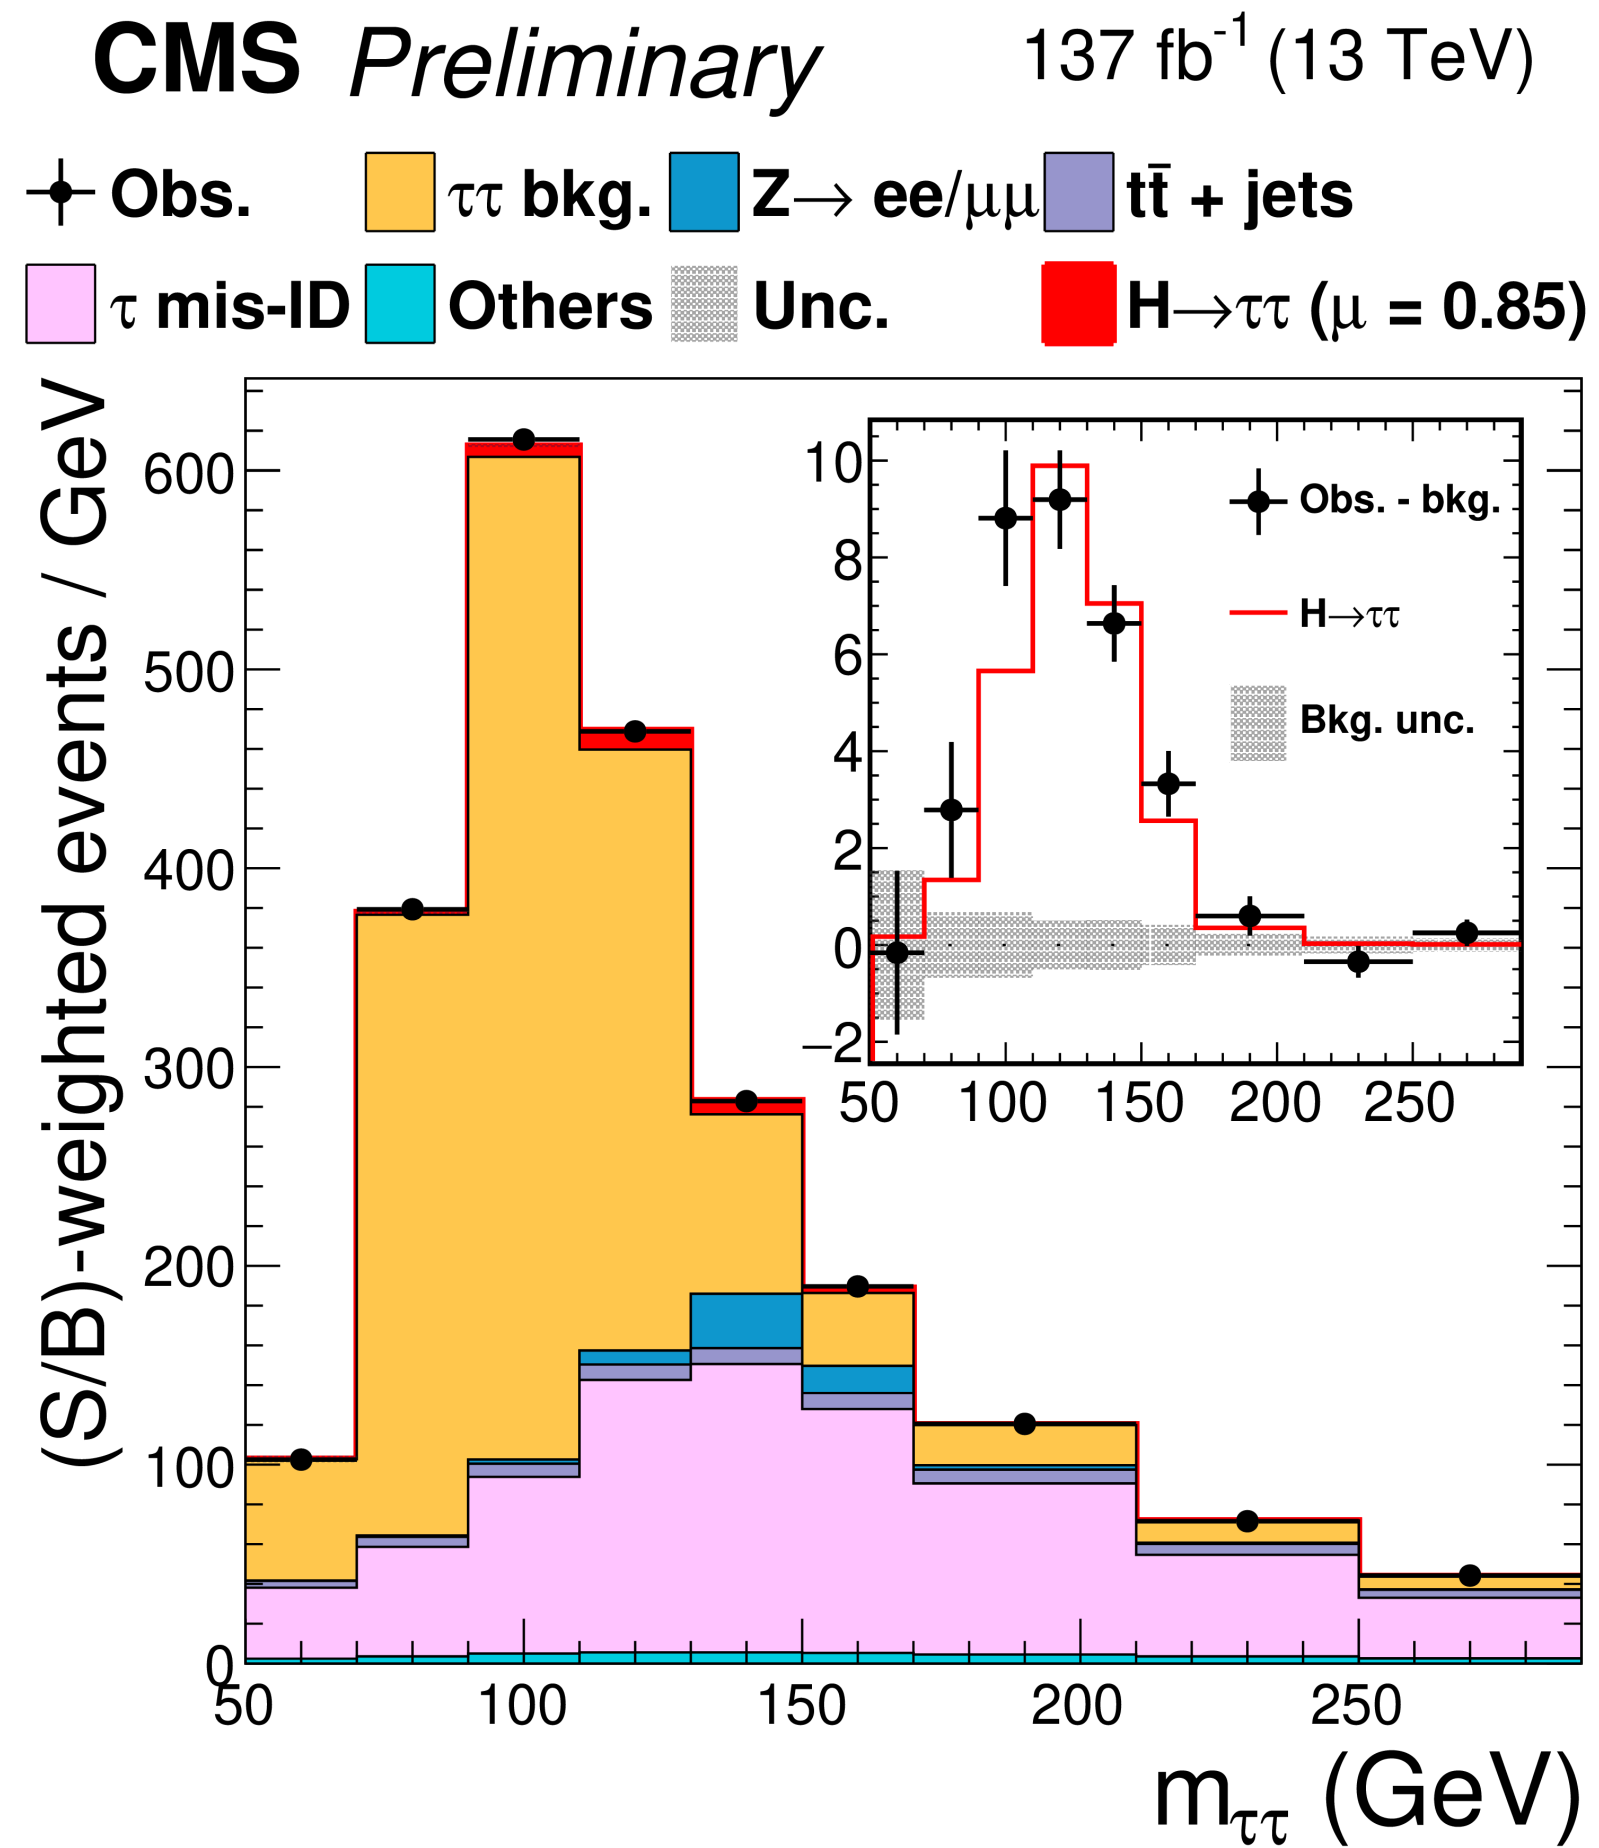 CMS Preliminary 137 fb⁻¹ (13 TeV)
Obs. ττ bkg. Z→ ee/μμ tt̄ + jets
τ mis-ID Others Unc. H→ττ (μ = 0.85)
(S/B)-weighted events / GeV
600
500
400
300
200
100
0
50 100 150 200 250
m_ττ (GeV)
10
8
6
4
2
0
−2
50 100 150 200 250
Obs. - bkg.
H→ττ
Bkg. unc.